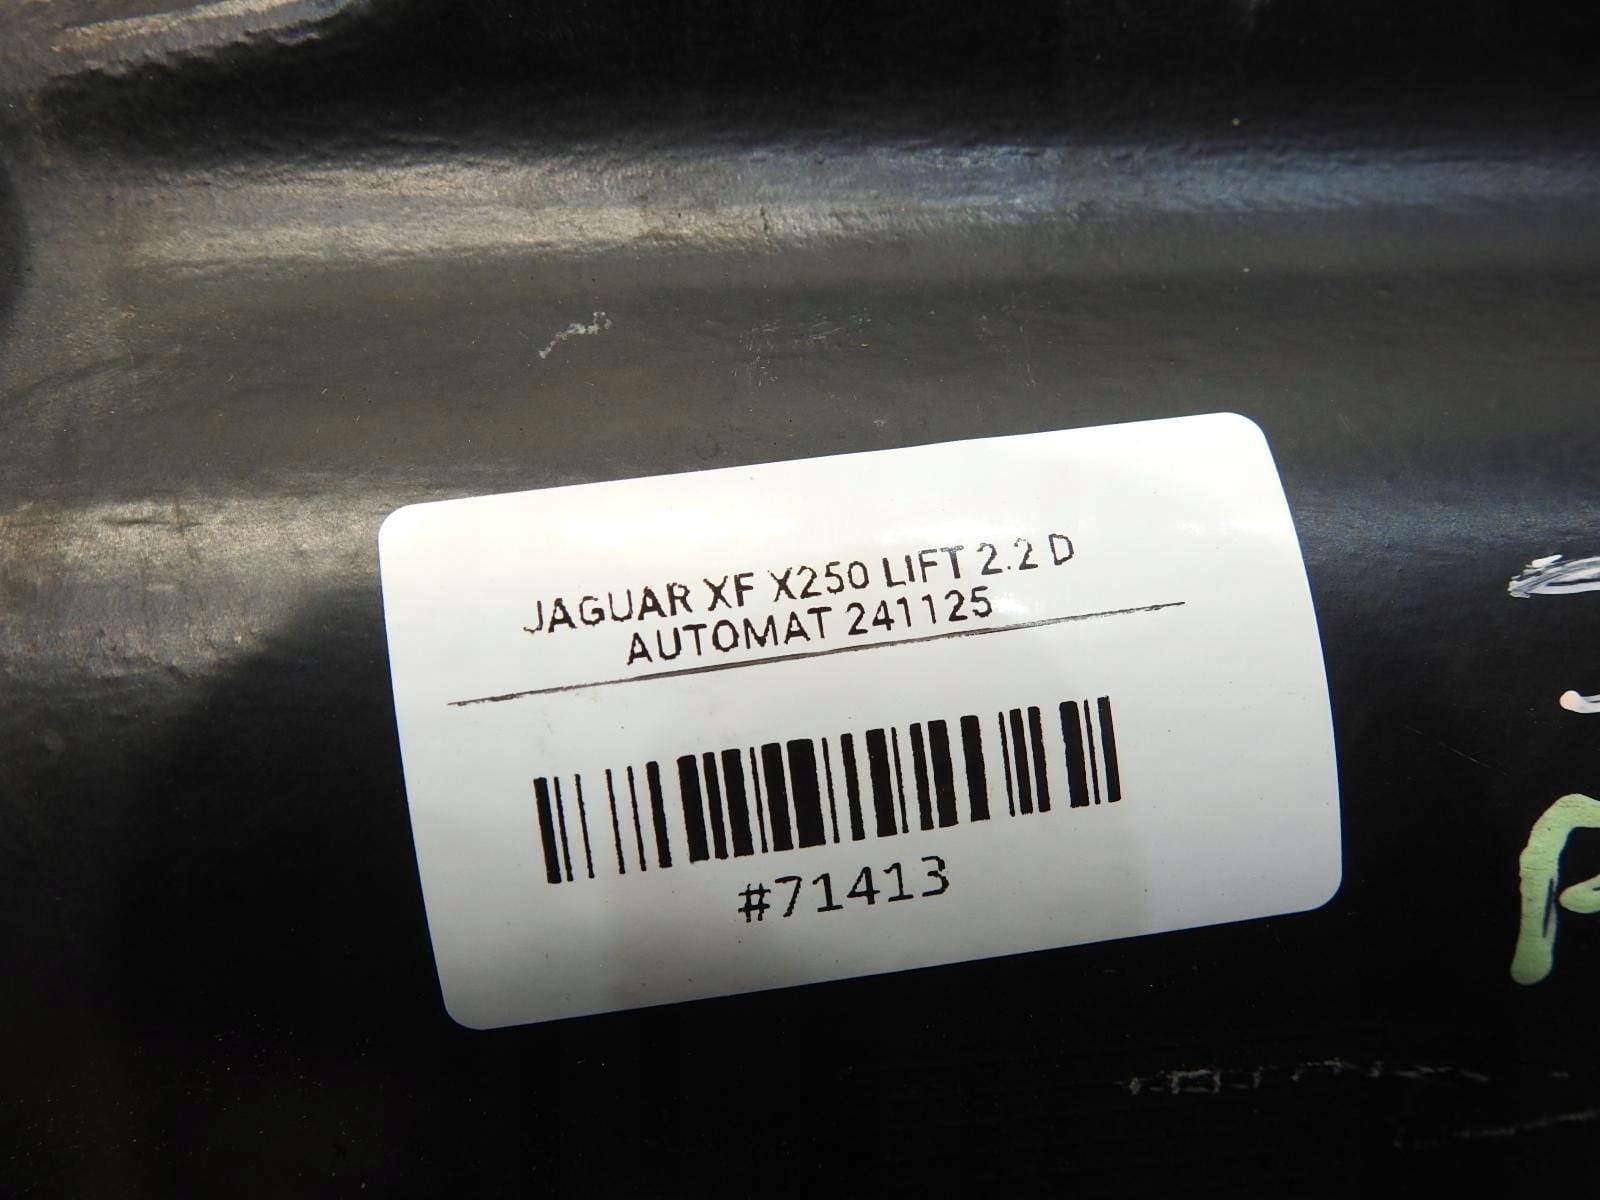 JAGUAR XF X250 LIFT 2.2 D
AUTOMAT 241125
#71413